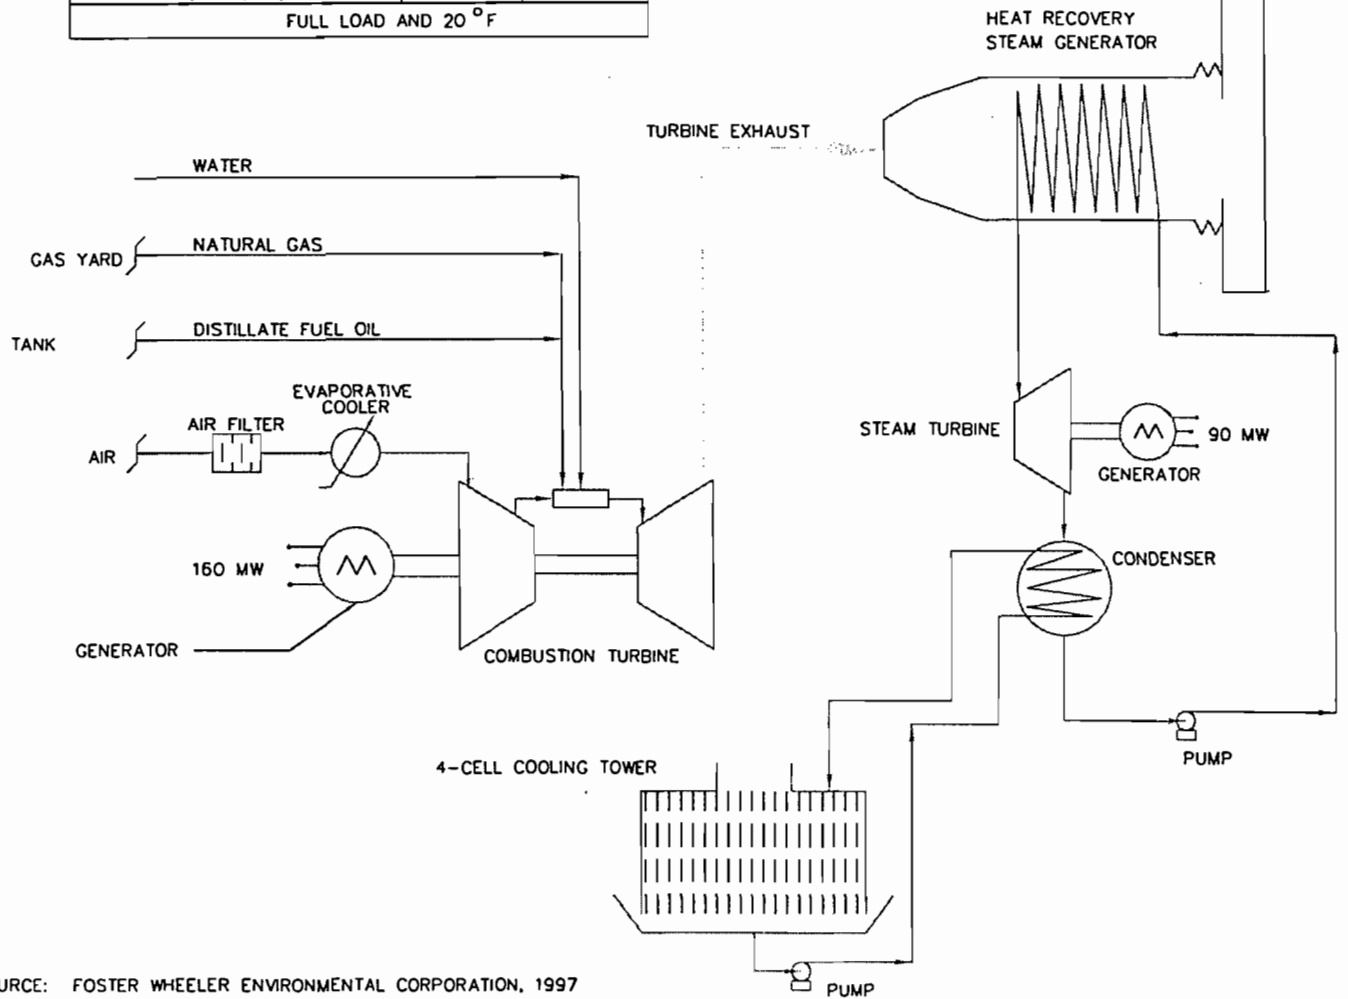 FULL LOAD AND 20 °F
HEAT RECOVERY
STEAM GENERATOR
TURBINE EXHAUST
WATER
NATURAL GAS
GAS YARD
DISTILLATE FUEL OIL
TANK
EVAPORATIVE
COOLER
AIR FILTER
AIR
STEAM TURBINE
90 MW
GENERATOR
CONDENSER
160 MW
GENERATOR
COMBUSTION TURBINE
PUMP
4-CELL COOLING TOWER
URCE: FOSTER WHEELER ENVIRONMENTAL CORPORATION, 1997
PUMP